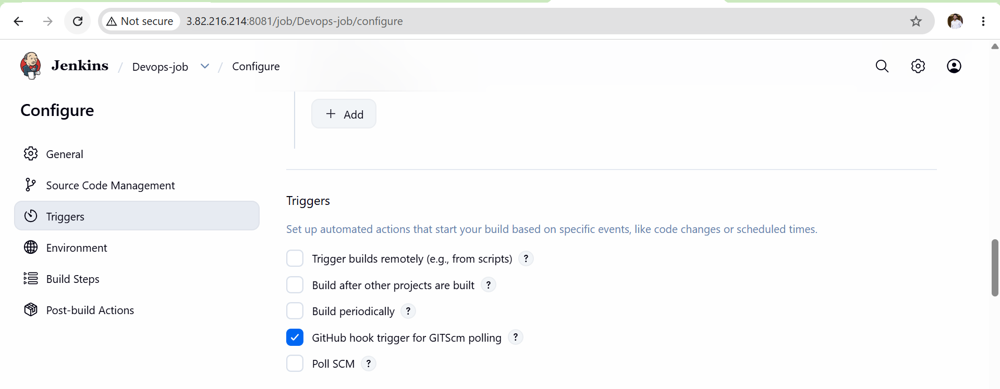 Not secure 3.82.216.214:8081/job/Devops-job/configure
Jenkins / Devops-job / Configure
Configure
+ Add
General
Source Code Management
Triggers
Environment
Build Steps
Post-build Actions
Triggers
Set up automated actions that start your build based on specific events, like code changes or scheduled times.
Trigger builds remotely (e.g., from scripts) ?
Build after other projects are built ?
Build periodically ?
GitHub hook trigger for GITScm polling ?
Poll SCM ?